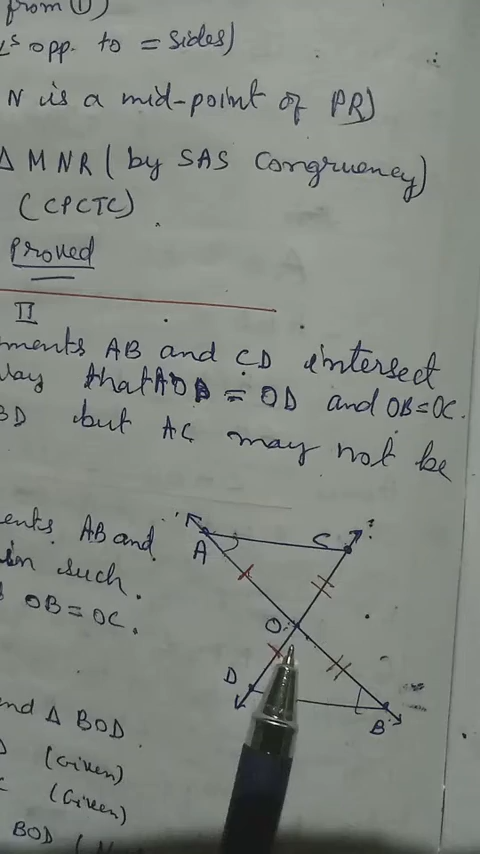 from (1)
∠s opp. to = sides)
N is a mid-point of PR)
Δ MNR (by SAS Congruency)
(CPCTC)
Proved
II
ments AB and CD intersect
way that AO = OD and OB=OC.
BD but AC may not be
ents AB and
in such
OB=OC.
A
C
O
D
B
and Δ BOD
(Given)
(Given)
BOD